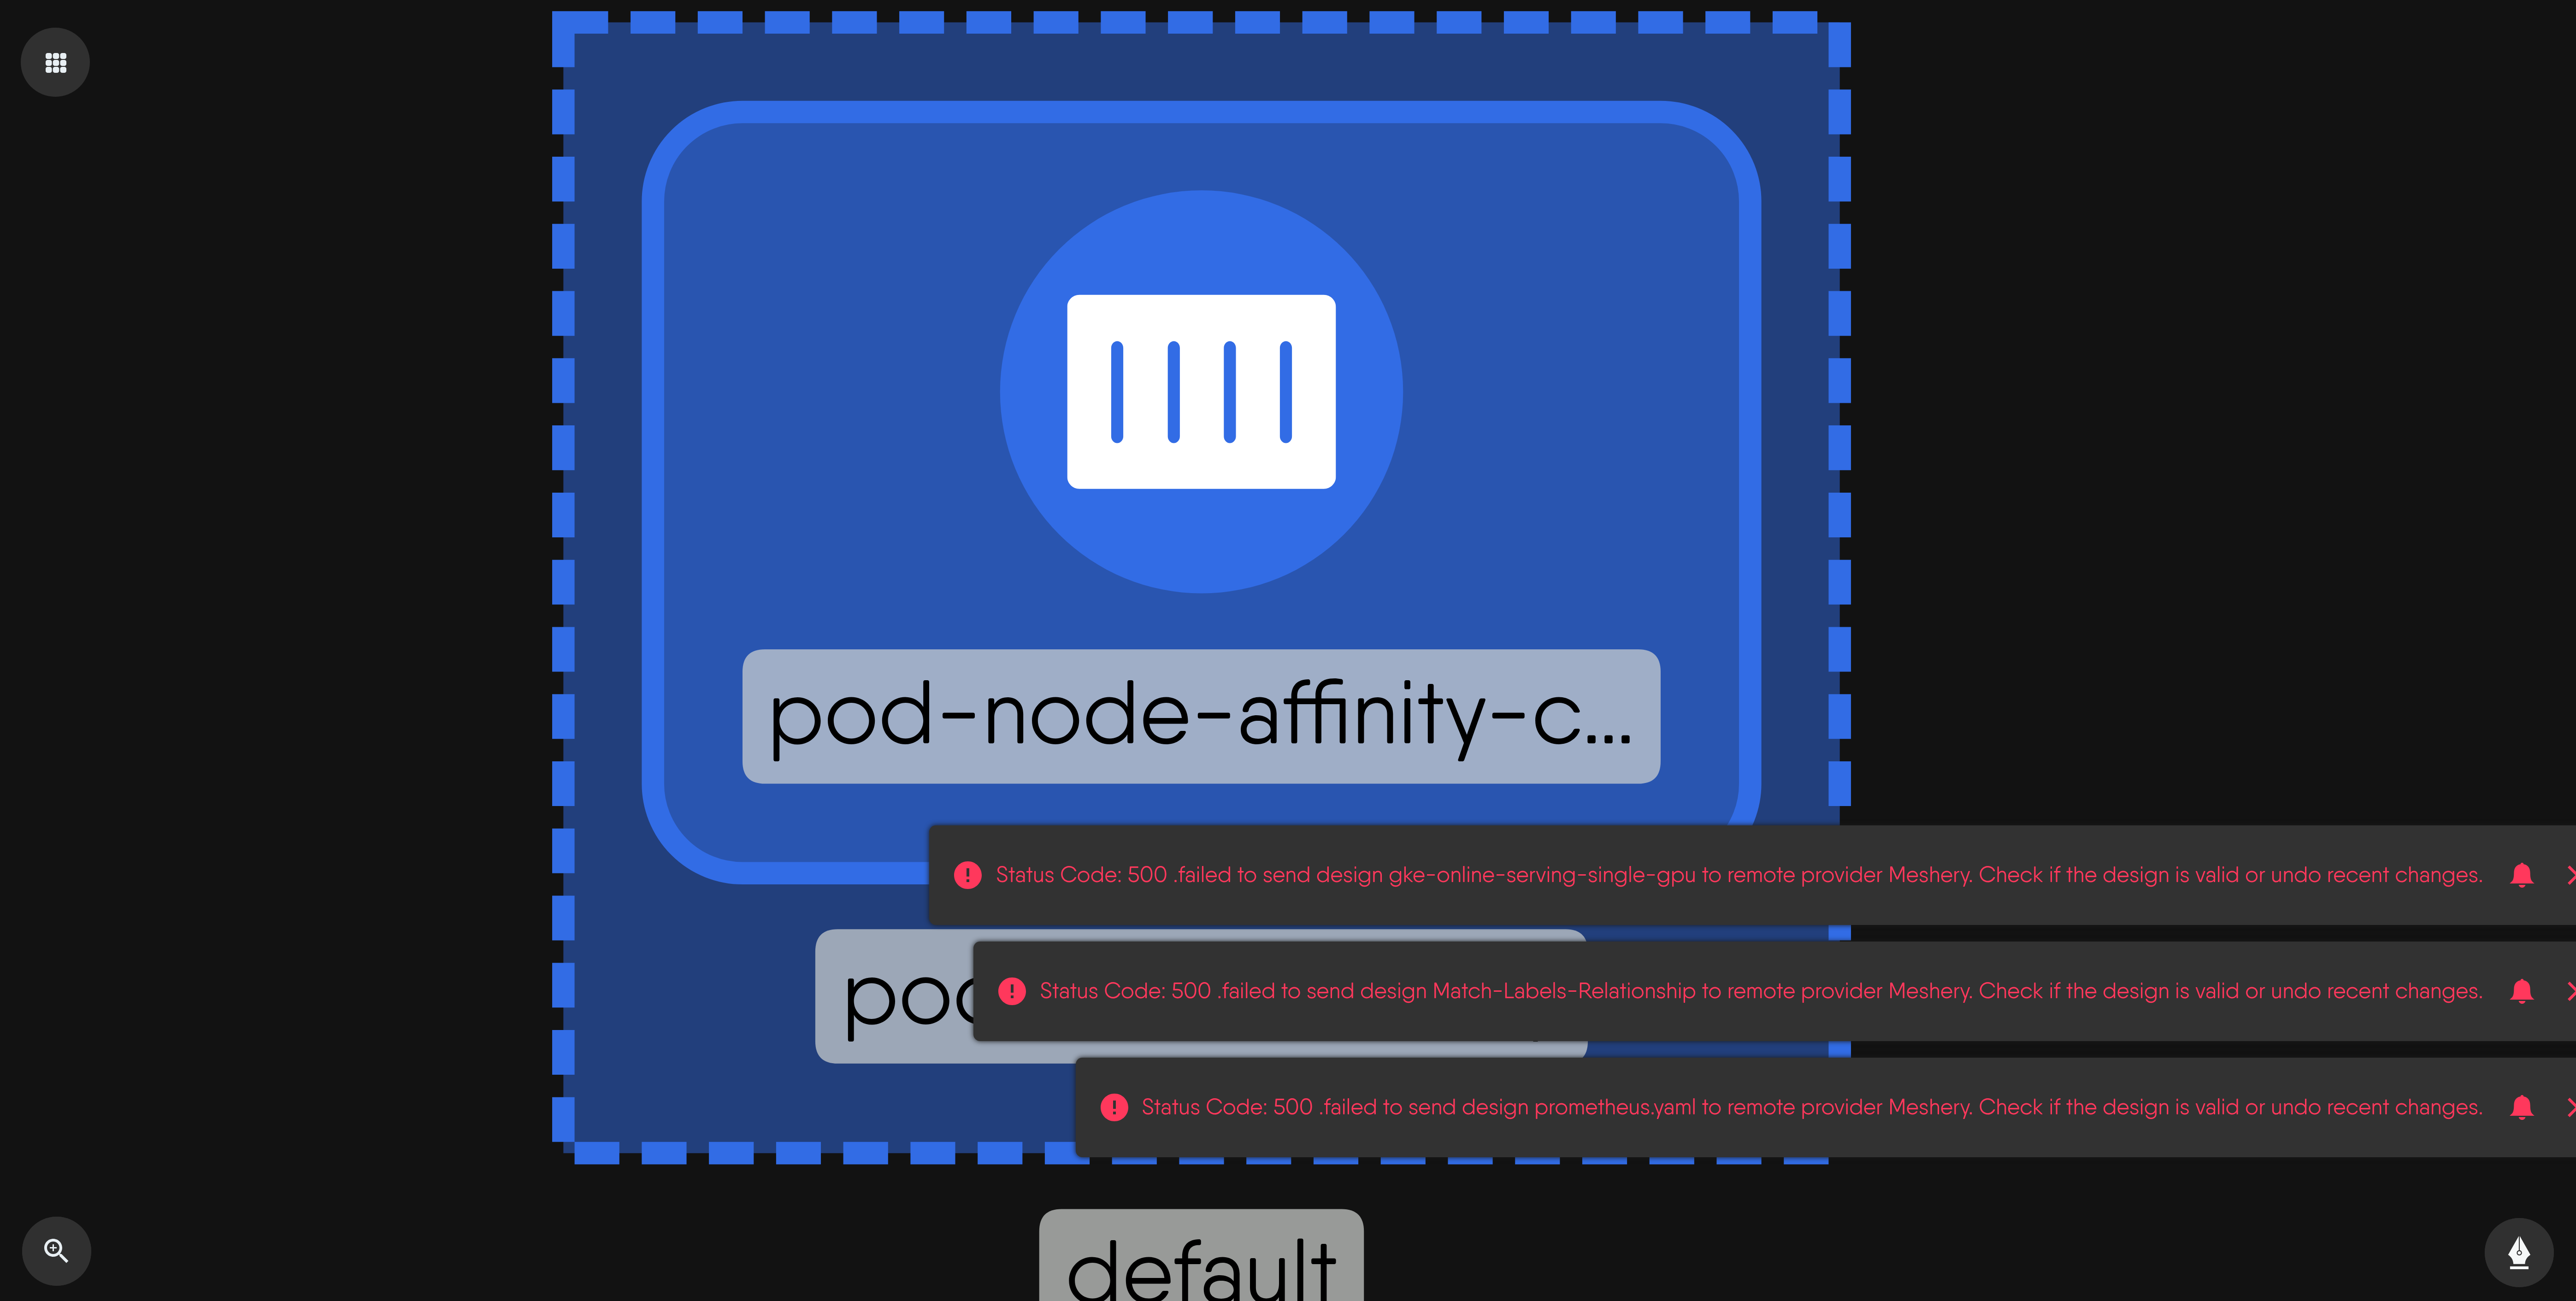 pod-node-affinity-c...
Status Code: 500 .failed to send design gke-online-serving-single-gpu to remote provider Meshery. Check if the design is valid or undo recent changes.
Status Code: 500 .failed to send design Match-Labels-Relationship to remote provider Meshery. Check if the design is valid or undo recent changes.
Status Code: 500 .failed to send design prometheus.yaml to remote provider Meshery. Check if the design is valid or undo recent changes.
default